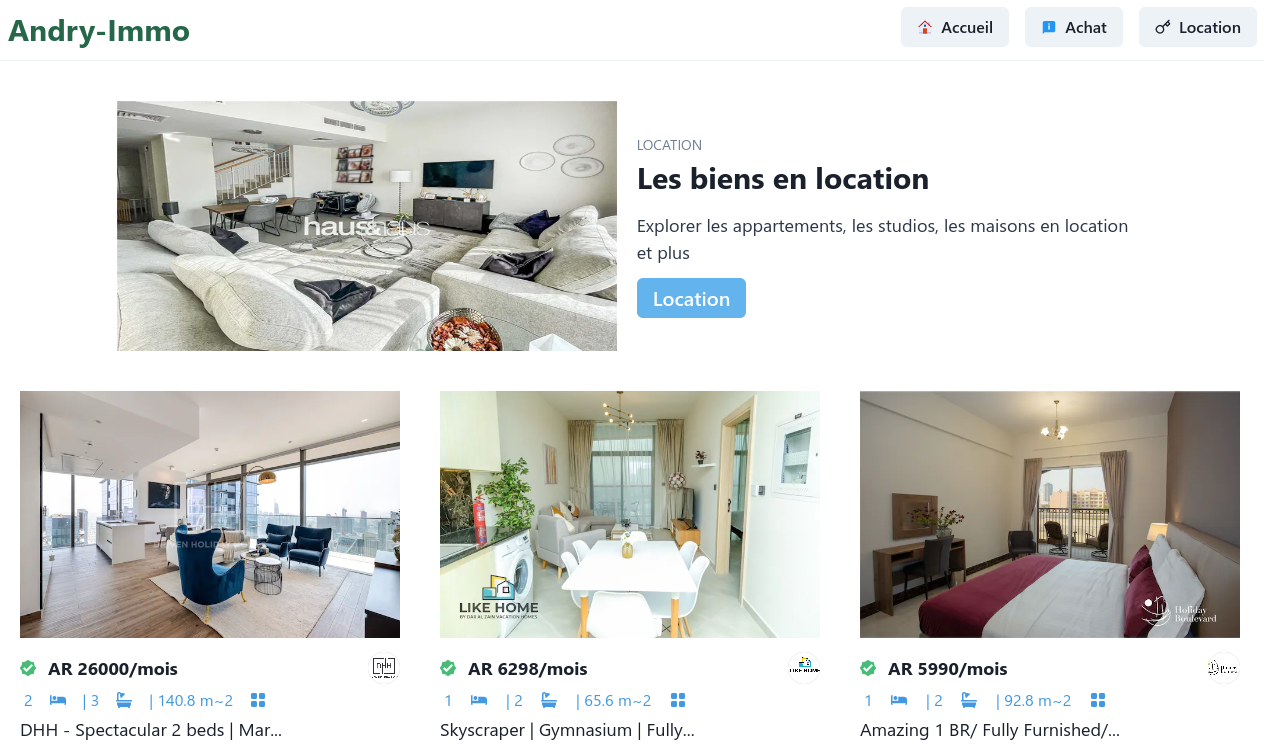 Andry-Immo
Accueil
Achat
Location
haus&haus
LOCATION
Les biens en location
Explorer les appartements, les studios, les maisons en location
et plus
Location
LIKE HOME
BY DAR AL ZAIN VACATION HOMES
Holiday
Boulevard
AR 26000/mois
DHH
AR 6298/mois
LIKE HOME
AR 5990/mois
2 | 3 | 140.8 m~2
1 | 2 | 65.6 m~2
1 | 2 | 92.8 m~2
DHH - Spectacular 2 beds | Mar...
Skyscraper | Gymnasium | Fully...
Amazing 1 BR/ Fully Furnished/...